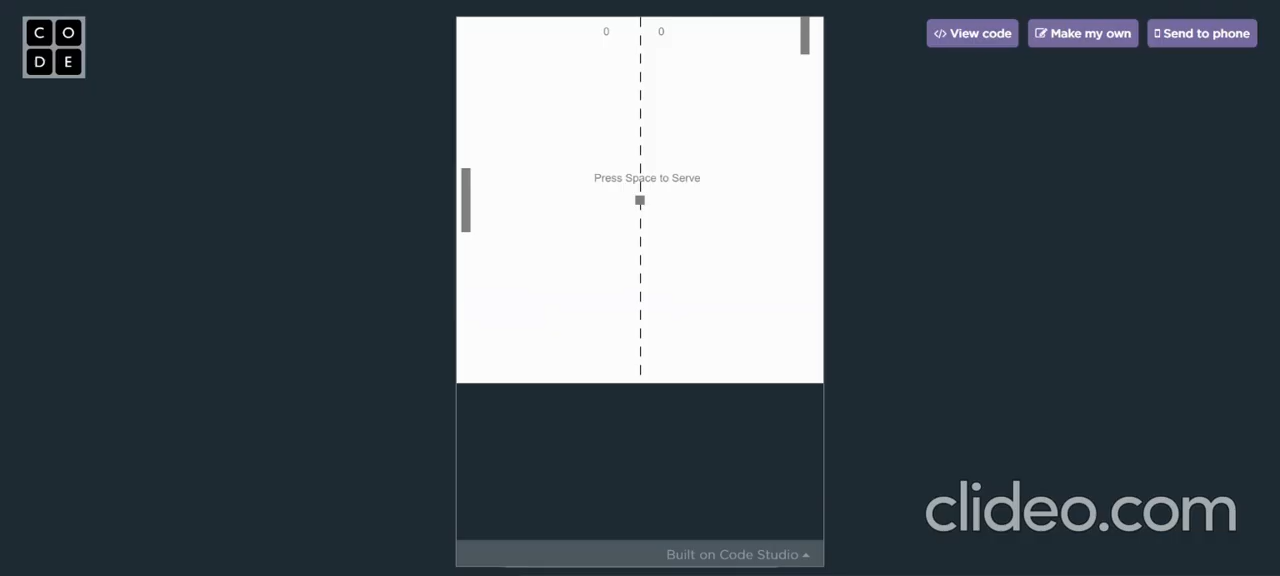 C O
D E
0 0
View code
Make my own
Send to phone
Press Space to Serve
clideo.com
Built on Code Studio